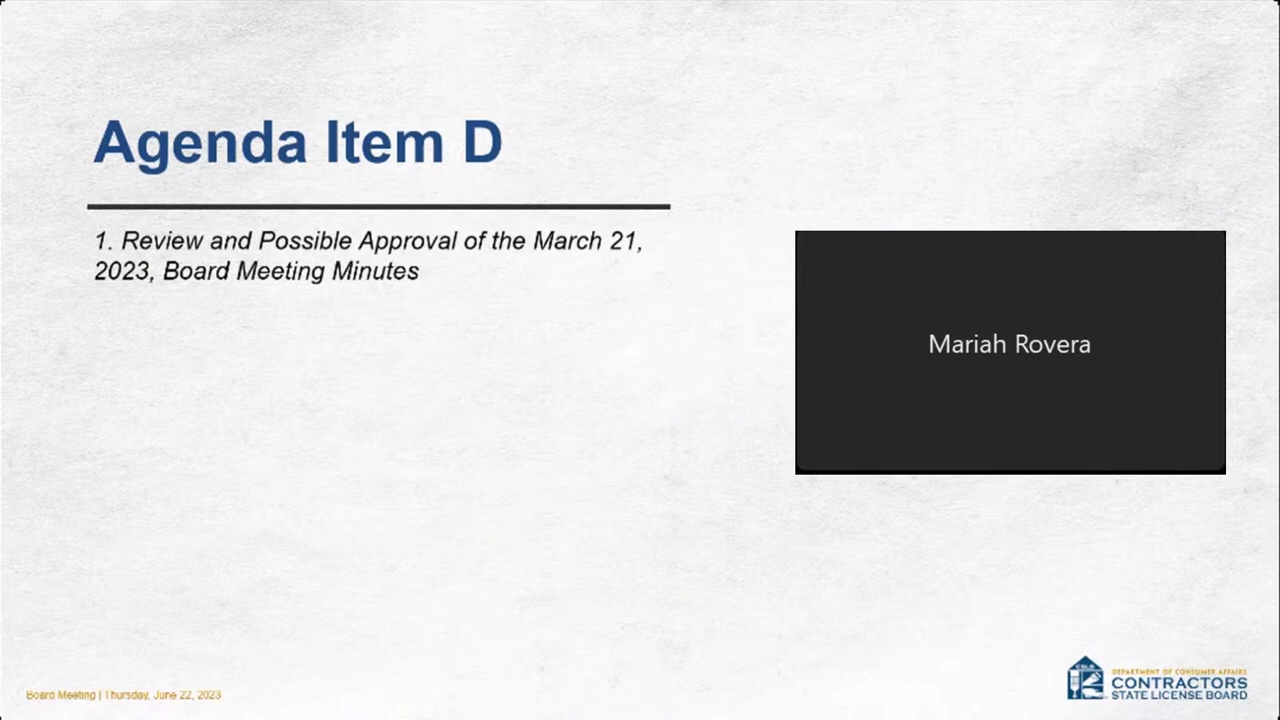 Agenda Item D
1. Review and Possible Approval of the March 21,
2023, Board Meeting Minutes
Mariah Rovera
Board Meeting | Thursday, June 22, 2023
CSLB
DEPARTMENT OF CONSUMER AFFAIRS
CONTRACTORS
STATE LICENSE BOARD